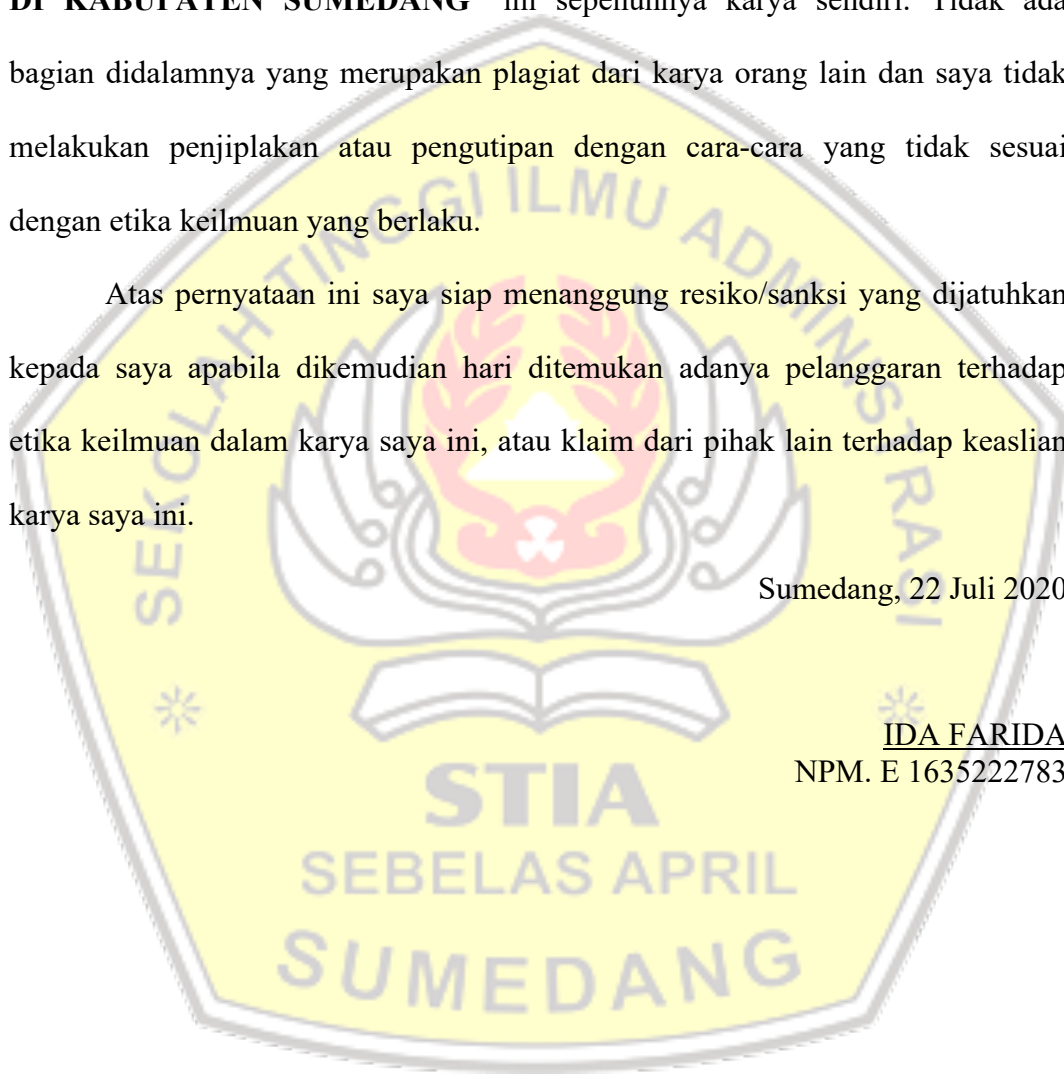 DI KABUPATEN SUMEDANG" ini sepenuhnya karya sendiri. Tidak ada
bagian didalamnya yang merupakan plagiat dari karya orang lain dan saya tidak
melakukan penjiplakan atau pengutipan dengan cara-cara yang tidak sesuai
dengan etika keilmuan yang berlaku.
Atas pernyataan ini saya siap menanggung resiko/sanksi yang dijatuhkan
kepada saya apabila dikemudian hari ditemukan adanya pelanggaran terhadap
etika keilmuan dalam karya saya ini, atau klaim dari pihak lain terhadap keaslian
karya saya ini.
Sumedang, 22 Juli 2020
IDA FARIDA
NPM. E 1635222783
SEKOLAH TINGGI ILMU ADMINISTRASI
STIA
SEBELAS APRIL
SUMEDANG